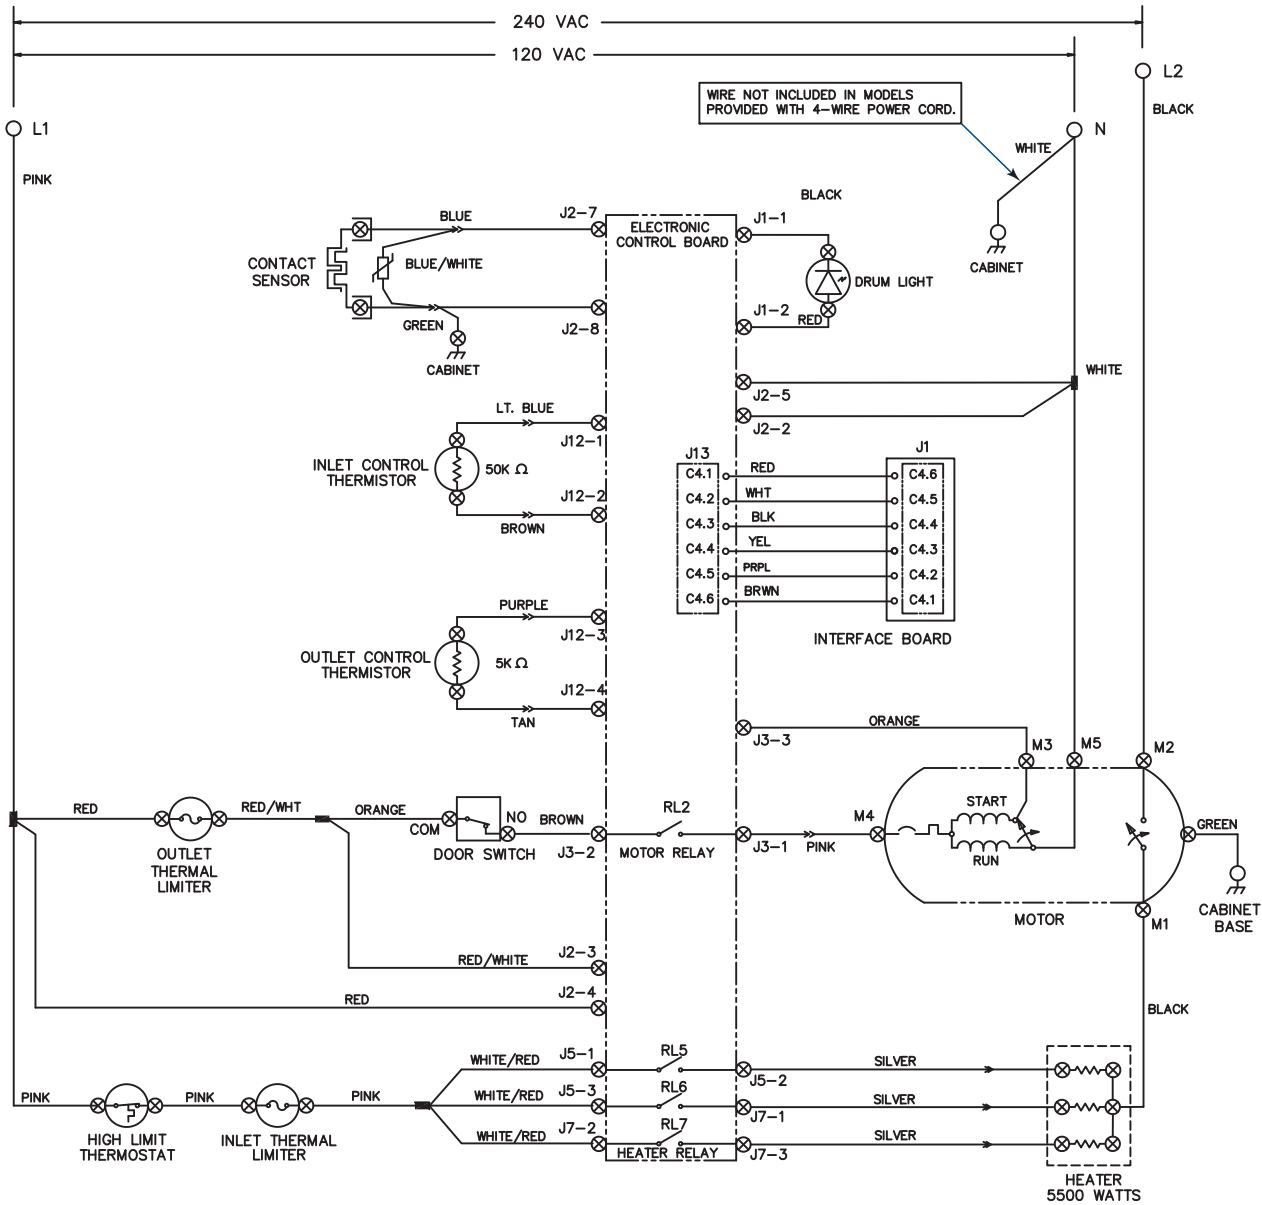 240 VAC
120 VAC
L2
WIRE NOT INCLUDED IN MODELS
PROVIDED WITH 4-WIRE POWER CORD.
BLACK
L1
N
WHITE
PINK
BLACK
BLUE
J2-7
ELECTRONIC
CONTROL BOARD
J1-1
CONTACT
SENSOR
BLUE/WHITE
CABINET
DRUM LIGHT
GREEN
J2-8
J1-2
RED
CABINET
WHITE
J2-5
LT. BLUE
J12-1
J2-2
INLET CONTROL
THERMISTOR
50K Ω
J12-2
BROWN
J13
J1
C4.1
RED
C4.6
C4.2
WHT
C4.5
C4.3
BLK
C4.4
C4.4
YEL
C4.3
C4.5
PRPL
C4.2
C4.6
BRWN
C4.1
INTERFACE BOARD
PURPLE
J12-3
OUTLET CONTROL
THERMISTOR
5K Ω
J12-4
TAN
ORANGE
J3-3
M3
M5
M2
RED
RED/WHT
ORANGE
COM
NO
BROWN
RL2
M4
START
RUN
GREEN
OUTLET
THERMAL
LIMITER
DOOR SWITCH
J3-2
MOTOR RELAY
J3-1
PINK
MOTOR
M1
CABINET
BASE
RED/WHITE
J2-3
RED
J2-4
BLACK
WHITE/RED
J5-1
RL5
J5-2
SILVER
WHITE/RED
J5-3
RL6
J7-1
SILVER
WHITE/RED
J7-2
RL7
J7-3
SILVER
HEATER RELAY
PINK
PINK
PINK
HIGH LIMIT
THERMOSTAT
INLET THERMAL
LIMITER
HEATER
5500 WATTS